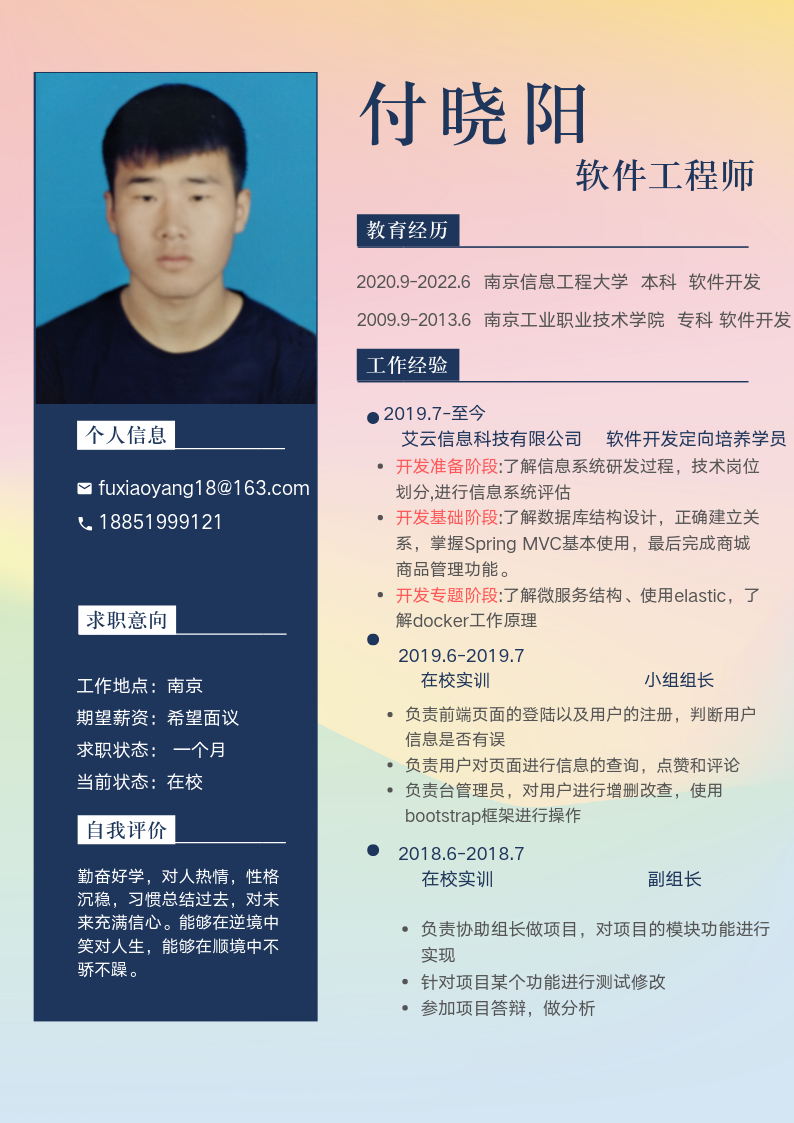 付晓阳
软件工程师
教育经历
2020.9-2022.6 南京信息工程大学 本科 软件开发
2009.9-2013.6 南京工业职业技术学院 专科 软件开发
工作经验
2019.7-至今
艾云信息科技有限公司 软件开发定向培养学员
开发准备阶段:了解信息系统研发过程，技术岗位
划分,进行信息系统评估
开发基础阶段:了解数据库结构设计，正确建立关
系，掌握Spring MVC基本使用，最后完成商城
商品管理功能。
开发专题阶段:了解微服务结构、使用elastic，了
解docker工作原理
2019.6-2019.7
在校实训 小组组长
负责前端页面的登陆以及用户的注册，判断用户
信息是否有误
负责用户对页面进行信息的查询，点赞和评论
负责台管理员，对用户进行增删改查，使用
bootstrap框架进行操作
2018.6-2018.7
在校实训 副组长
负责协助组长做项目，对项目的模块功能进行
实现
针对项目某个功能进行测试修改
参加项目答辩，做分析
个人信息
fuxiaoyang18@163.com
18851999121
求职意向
工作地点：南京
期望薪资：希望面议
求职状态： 一个月
当前状态：在校
自我评价
勤奋好学，对人热情，性格
沉稳，习惯总结过去，对未
来充满信心。能够在逆境中
笑对人生，能够在顺境中不
骄不躁。